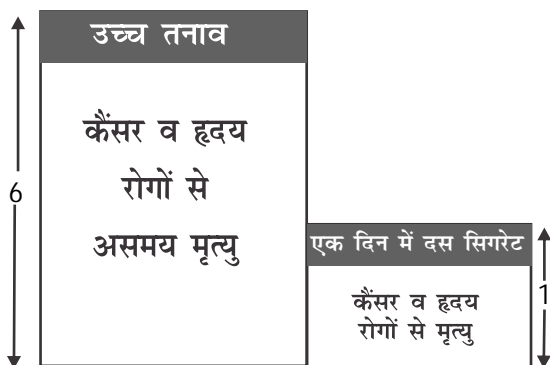 उच्च तनाव
कैंसर व हृदय
रोगों से
असमय मृत्यु
6
एक दिन में दस सिगरेट
कैंसर व हृदय
रोगों से मृत्यु
1